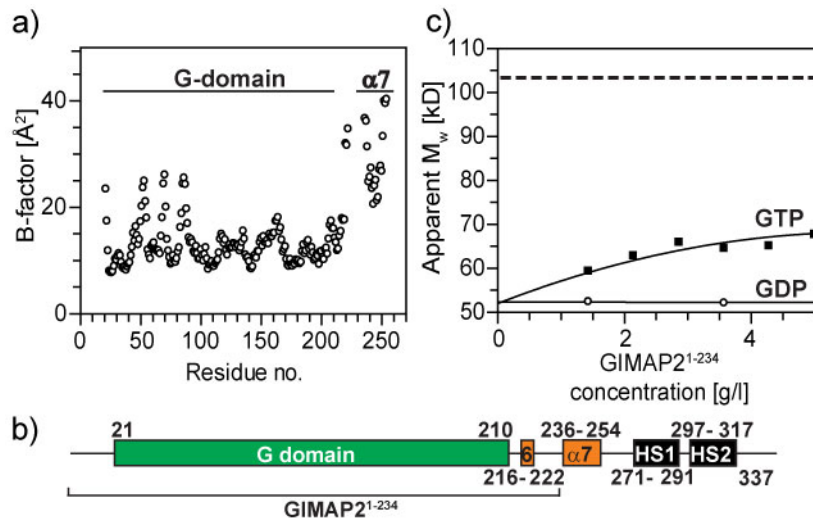 a)
G-domain
α7
B-factor [Å²]
40
20
0
0 50 100 150 200 250
Residue no.
c)
Apparent M_w [kD]
110
100
90
80
70
60
50
GTP
GDP
0 2 4
GIMAP2¹⁻²³⁴
concentration [g/l]
b)
21 210 236-254 297-317
G domain 6 α7 HS1 HS2
216-222 271-291 337
GIMAP2¹⁻²³⁴